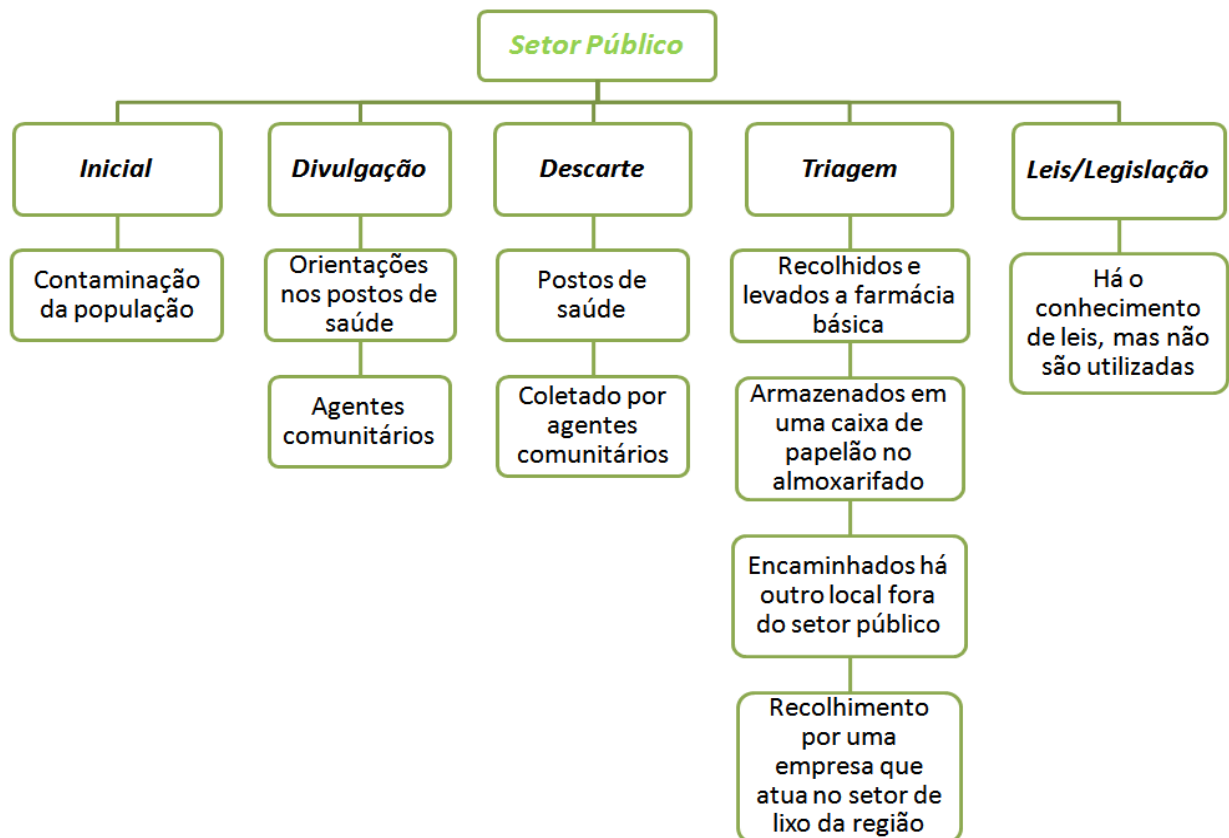 Setor Público
Inicial
Divulgação
Descarte
Triagem
Leis/Legislação
Contaminação
da população
Orientações
nos postos de
saúde
Agentes
comunitários
Postos de
saúde
Coletado por
agentes
comunitários
Recolhidos e
levados a farmácia
básica
Armazenados em
uma caixa de
papelão no
almoxarifado
Encaminhados há
outro local fora
do setor público
Recolhimento
por uma
empresa que
atua no setor de
lixo da região
Há o
conhecimento
de leis, mas não
são utilizadas